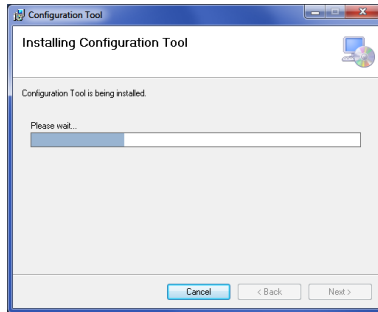 Configuration Tool
Installing Configuration Tool
Configuration Tool is being installed.
Please wait...
Cancel
< Back
Next >